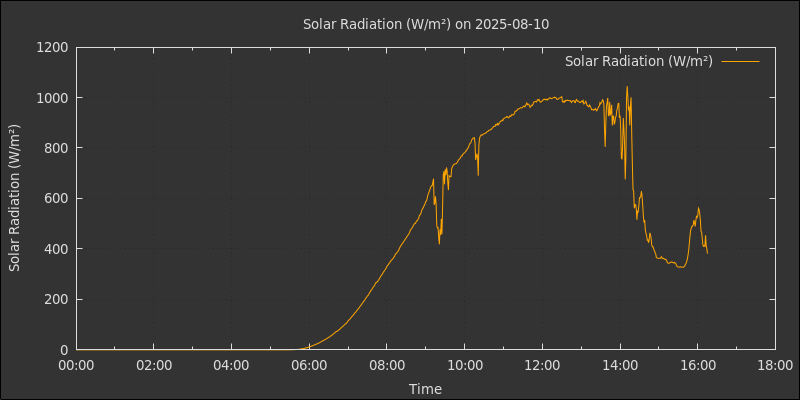 Solar Radiation (W/m²) on 2025-08-10
Solar Radiation (W/m²)
1200
1000
800
600
400
200
0
Solar Radiation (W/m²)
00:00 02:00 04:00 06:00 08:00 10:00 12:00 14:00 16:00 18:00
Time